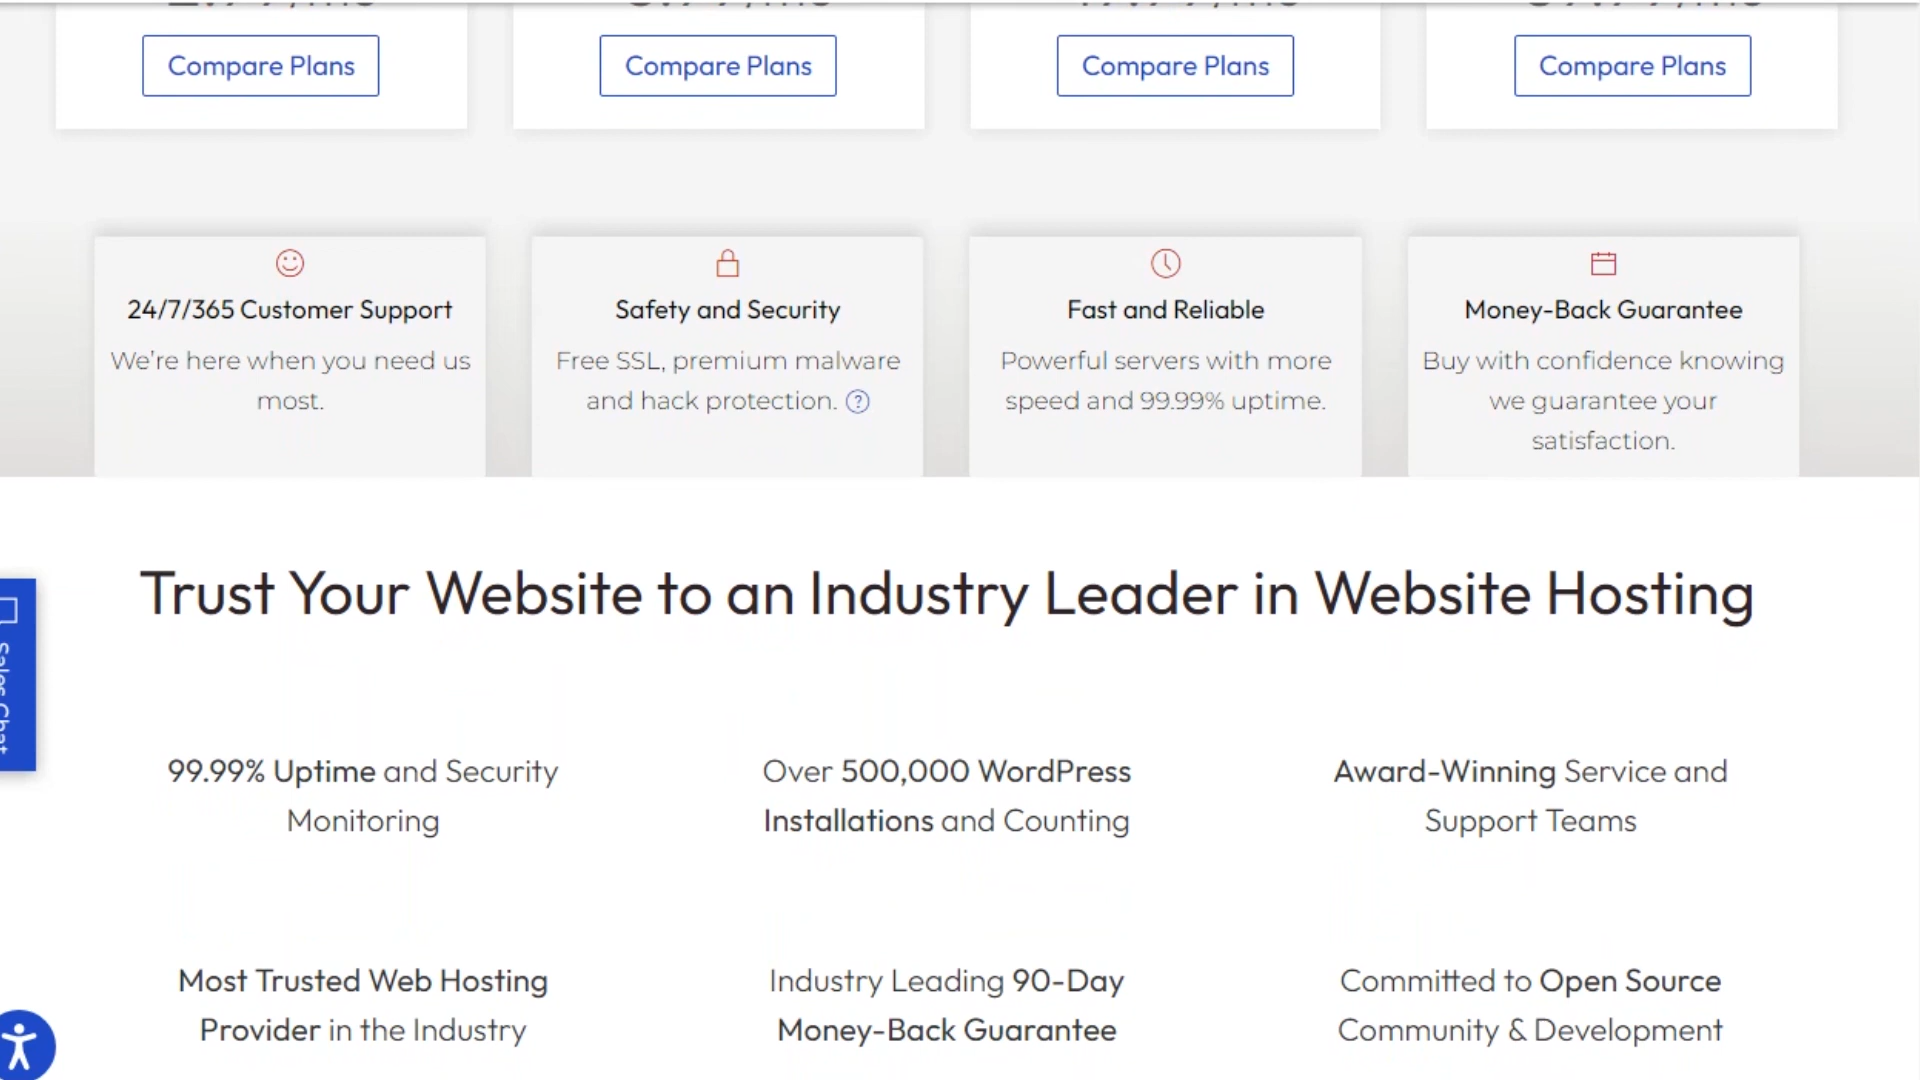 Compare Plans Compare Plans Compare Plans Compare Plans
24/7/365 Customer Support
We're here when you need us
most.
Safety and Security
Free SSL, premium malware
and hack protection. ?
Fast and Reliable
Powerful servers with more
speed and 99.99% uptime.
Money-Back Guarantee
Buy with confidence knowing
we guarantee your
satisfaction.
Trust Your Website to an Industry Leader in Website Hosting
Sales Chat
99.99% Uptime and Security
Monitoring
Over 500,000 WordPress
Installations and Counting
Award-Winning Service and
Support Teams
Most Trusted Web Hosting
Provider in the Industry
Industry Leading 90-Day
Money-Back Guarantee
Committed to Open Source
Community & Development